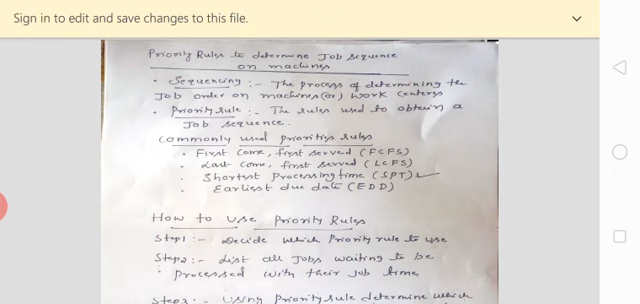 Sign in to edit and save changes to this file.
Priority Rules to determine Job Sequence
on machines
• Sequencing :- The process of determining the
Job order on machines (or) work centers
• Priority Rule :- The rules used to obtain a
Job sequence.
Commonly used priorities rules
• First come, first served (FCFS)
• Last come, first served (LCFS)
• Shortest processing time (SPT)
• Earliest due date (EDD)
How to use Priority Rules
Step1 :- Decide which Priority rule to use
Step2 :- List all Jobs waiting to be
processed with their job time.
Step3 :- Using Priority rule determine which